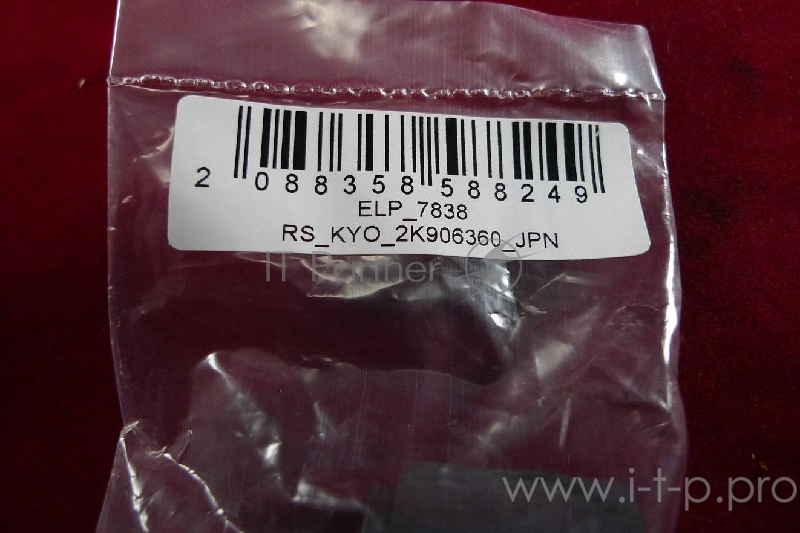 2 088358 588249
ELP_7838
RS_KYO_2K906360_JPN
IT Partner
www.i-t-p.pro